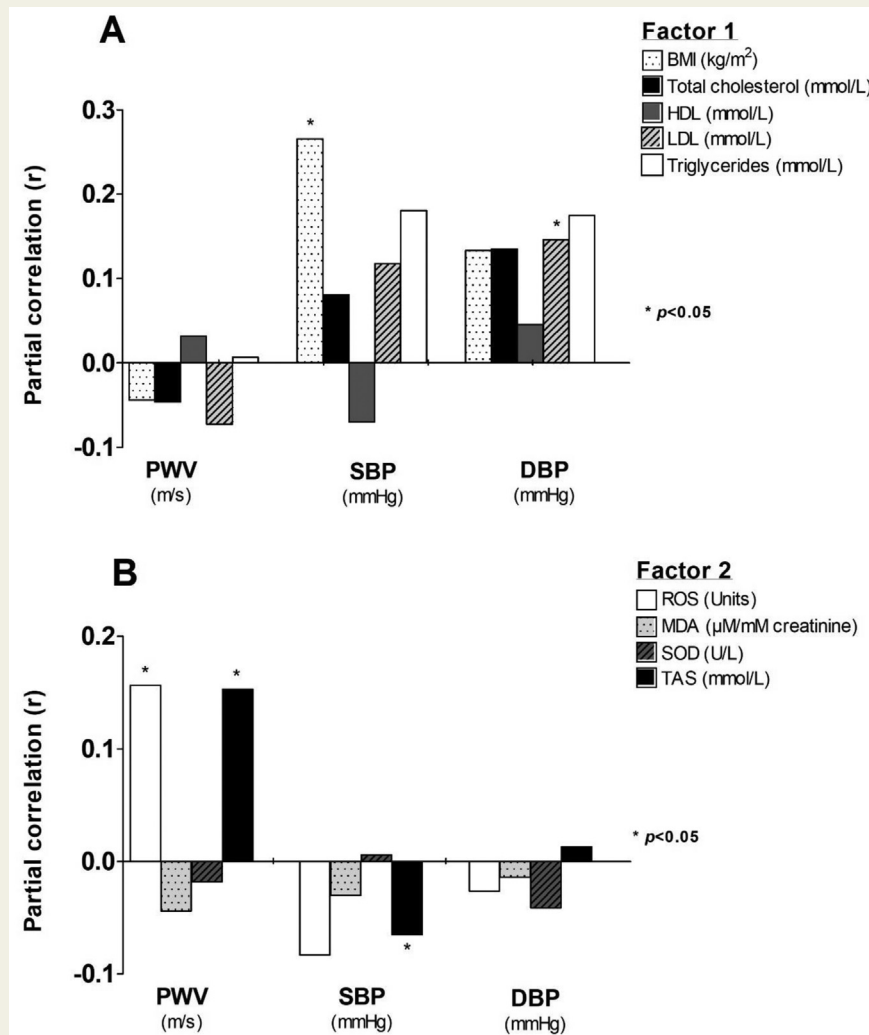 A
Factor 1
BMI (kg/m²)
Total cholesterol (mmol/L)
HDL (mmol/L)
LDL (mmol/L)
Triglycerides (mmol/L)
Partial correlation (r)
0.3
0.2
0.1
0.0
-0.1
*
*
* p<0.05
PWV
(m/s)
SBP
(mmHg)
DBP
(mmHg)
B
Factor 2
ROS (Units)
MDA (µM/mM creatinine)
SOD (U/L)
TAS (mmol/L)
Partial correlation (r)
0.2
0.1
0.0
-0.1
*
*
*
* p<0.05
PWV
(m/s)
SBP
(mmHg)
DBP
(mmHg)